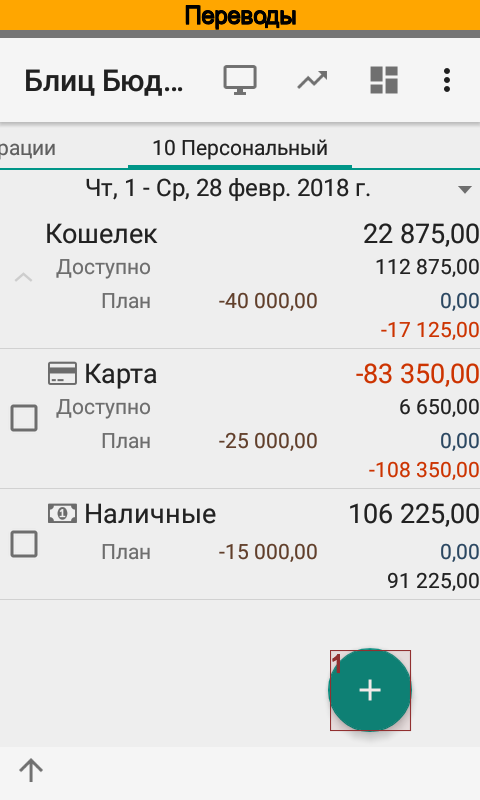 Переводы
Блиц Бюд...
рации 10 Персональный
Чт, 1 - Ср, 28 февр. 2018 г.
Кошелек 22 875,00
Доступно 112 875,00
План -40 000,00 0,00
-17 125,00
Карта -83 350,00
Доступно 6 650,00
План -25 000,00 0,00
-108 350,00
Наличные 106 225,00
План -15 000,00 0,00
91 225,00
1
+